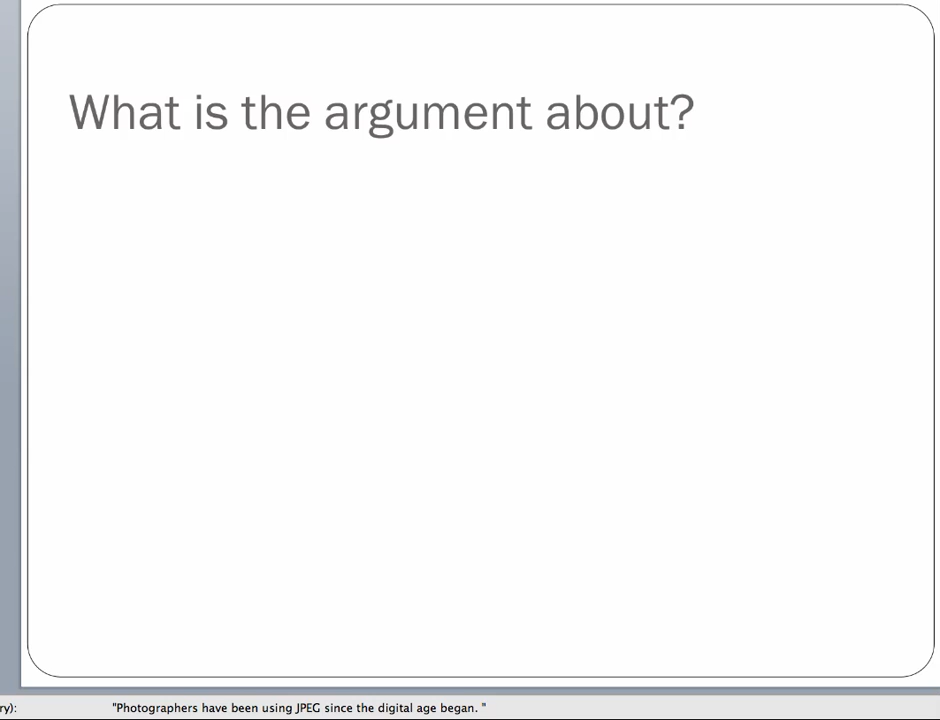 What is the argument about?
ry): "Photographers have been using JPEG since the digital age began. "